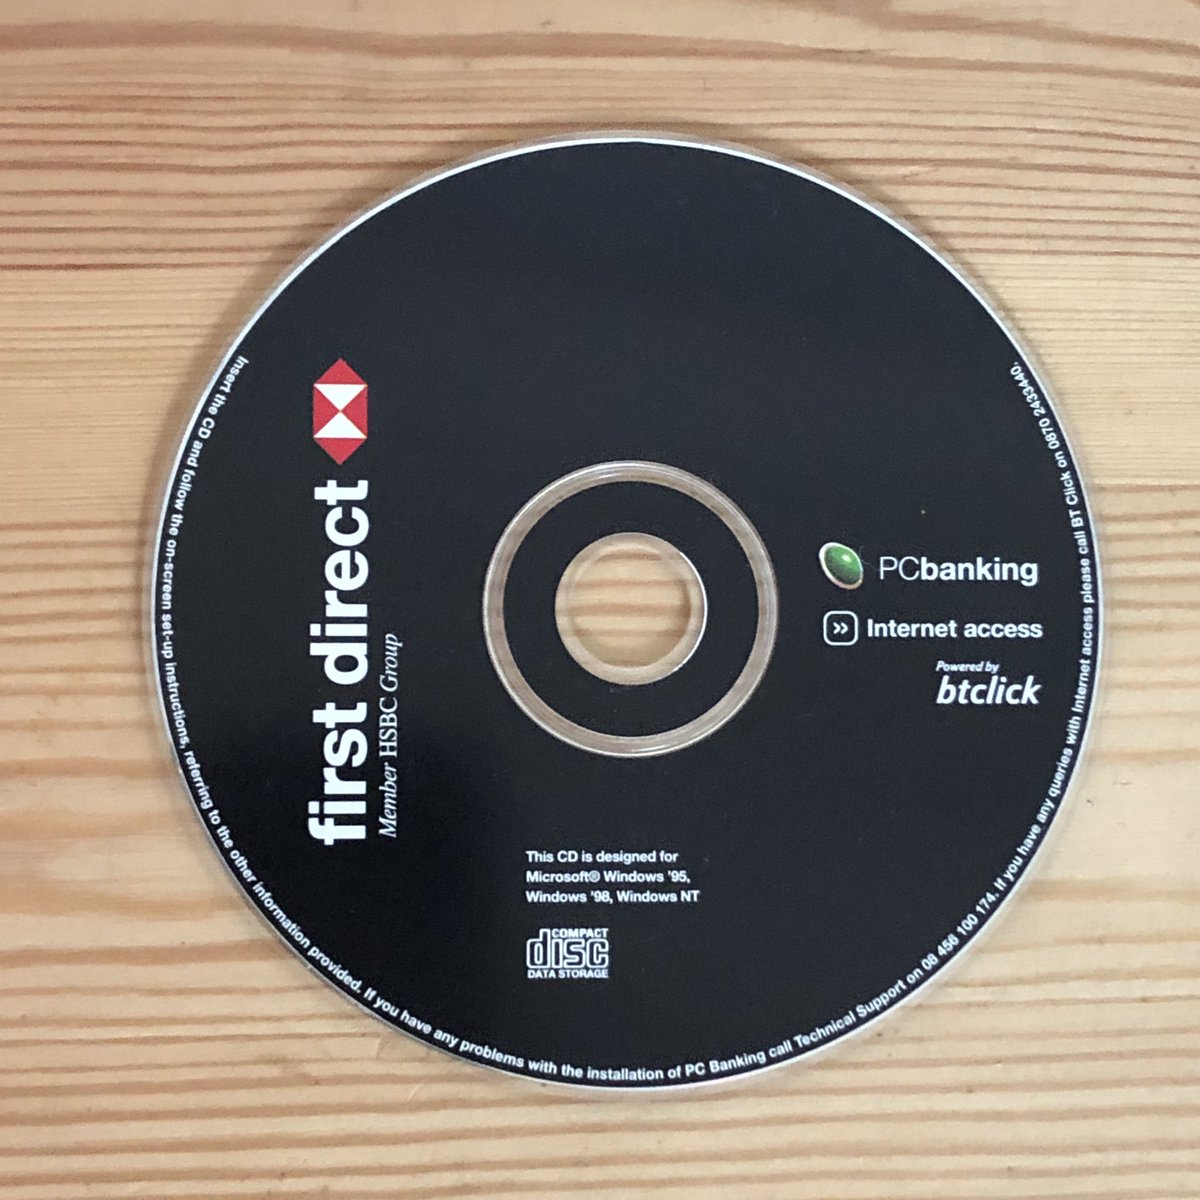 first direct
Member HSBC Group
PCbanking
Internet access
Powered by
btclick
This CD is designed for
Microsoft® Windows '95,
Windows '98, Windows NT
COMPACT
disc
DATA STORAGE
Insert the CD and follow the on-screen set-up instructions, referring to the other information provided. If you have any problems with the installation of PC Banking call Technical Support on 08 456 100 174. If you have any queries with Internet access please call BT Click on 0870 2433440.